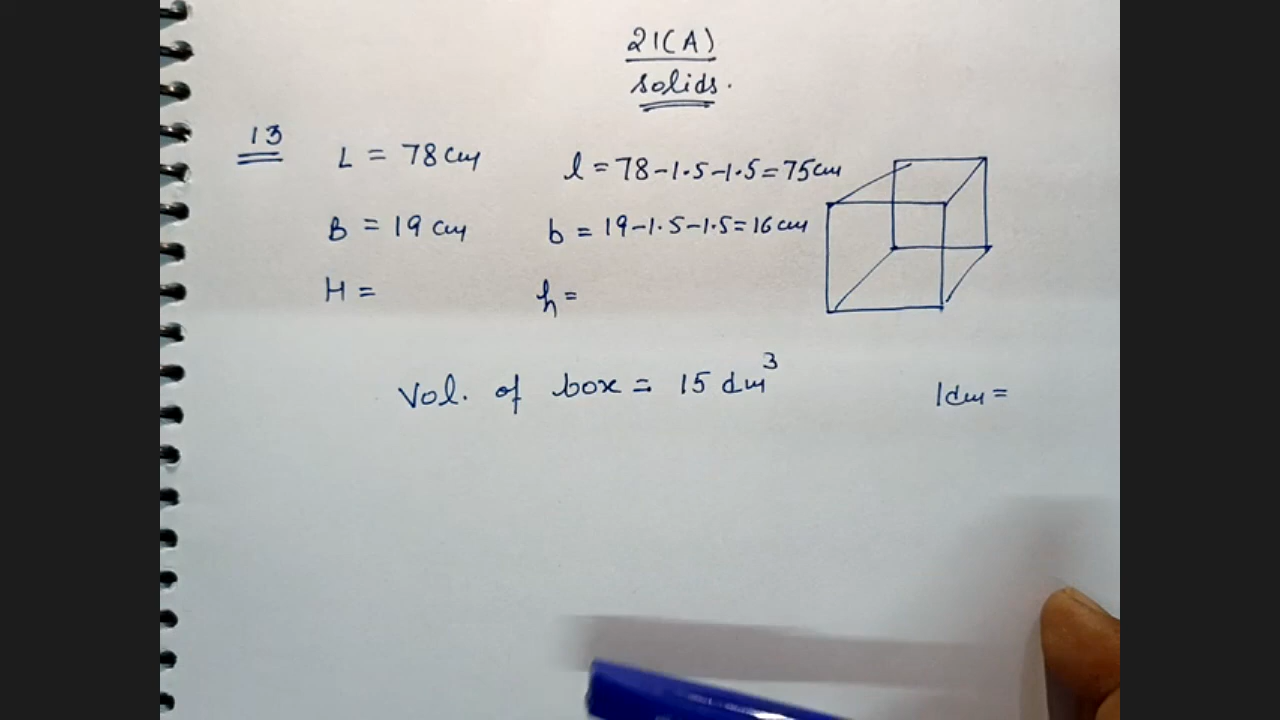 21(A)
solids.
13
L = 78 cm
l = 78-1.5-1.5 = 75 cm
B = 19 cm
b = 19-1.5-1.5 = 16 cm
H =
h =
Vol. of box = 15 dm³
1dm =